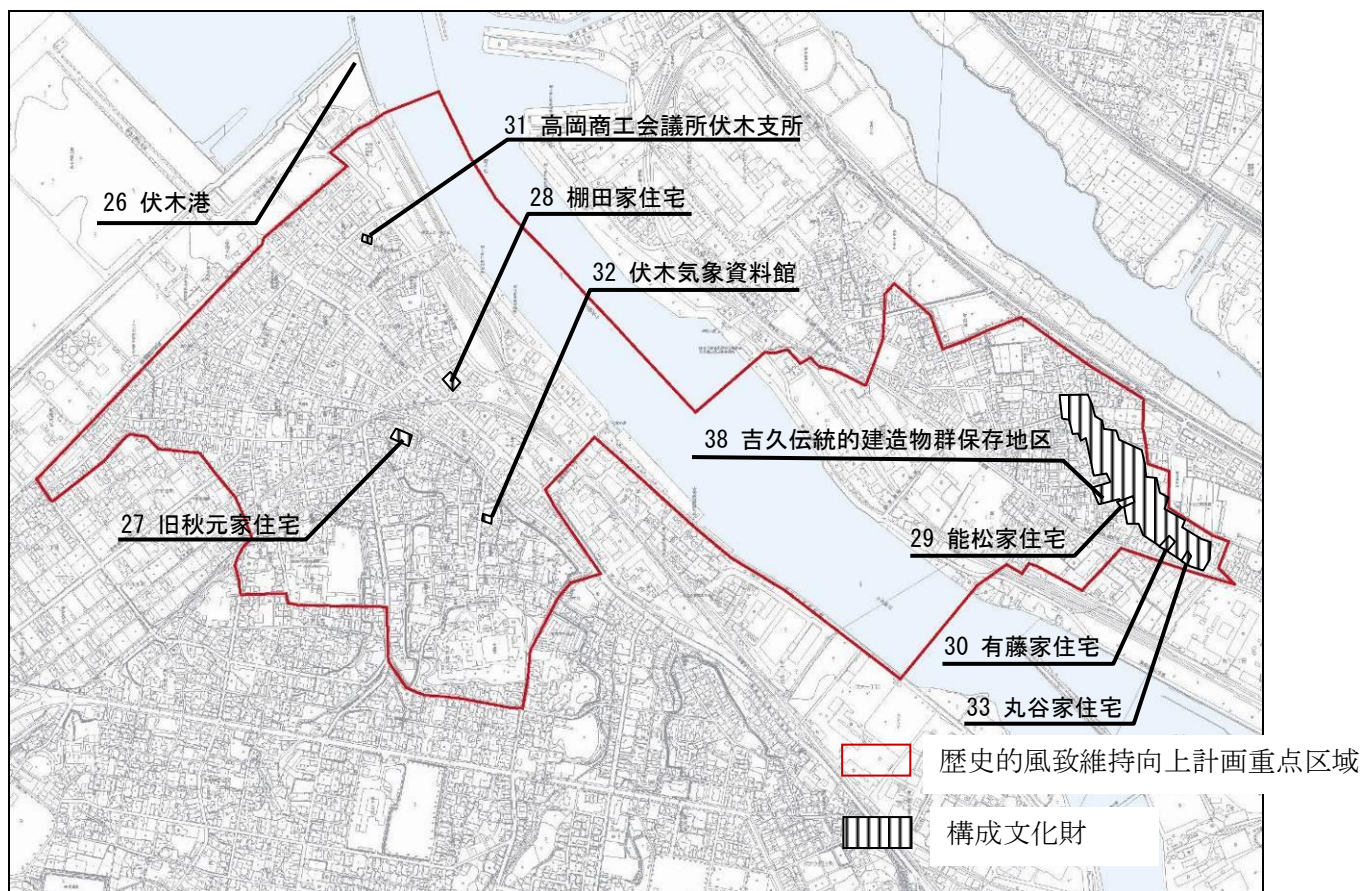 31 高岡商工会議所伏木支所
26 伏木港
28 棚田家住宅
32 伏木気象資料館
38 吉久伝統的建造物群保存地区
27 旧秋元家住宅
29 能松家住宅
30 有藤家住宅
33 丸谷家住宅
歴史的風致維持向上計画重点区域
構成文化財